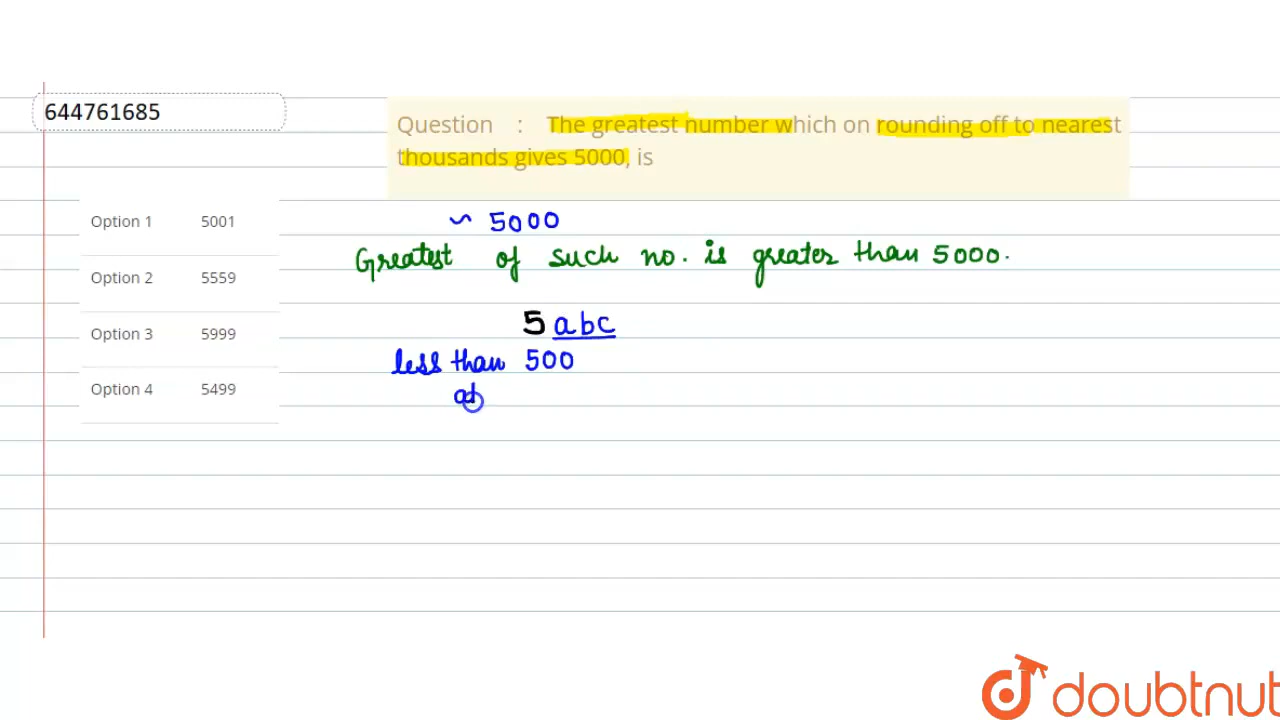 644761685
Question : The greatest number which on rounding off to nearest
thousands gives 5000, is
Option 1 5001
Option 2 5559
Option 3 5999
Option 4 5499
~ 5000
Greatest of such no. is greater than 5000.
5 abc
less than 500
doubtnut